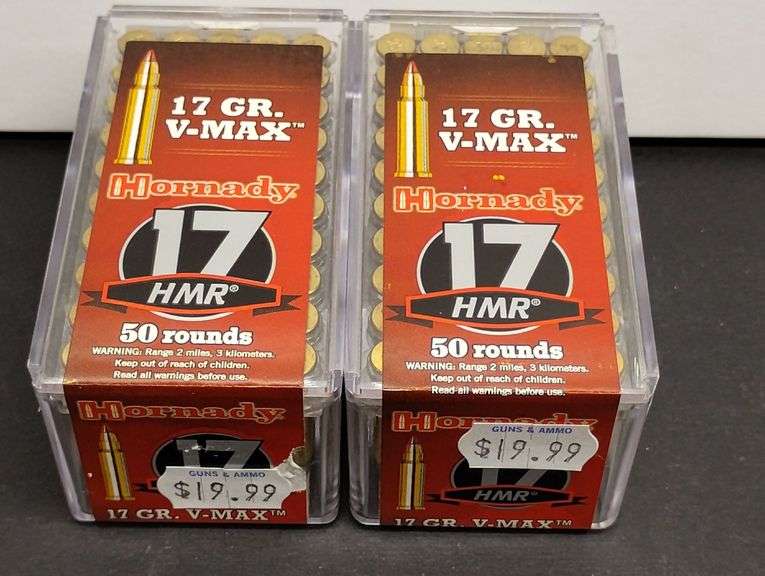 17 GR.
V-MAX™
Hornady
17
HMR®
50 rounds
WARNING: Range 2 miles, 3 kilometers.
Keep out of reach of children.
Read all warnings before use.
Hornady
17
GUNS & AMMO
$19.99
17 GR. V-MAX™
17 GR.
V-MAX™
Hornady
17
HMR®
50 rounds
WARNING: Range 2 miles, 3 kilometers.
Keep out of reach of children.
Read all warnings before use.
Hornady
GUNS & AMMO
$19.99
17
HMR®
17 GR. V-MAX™